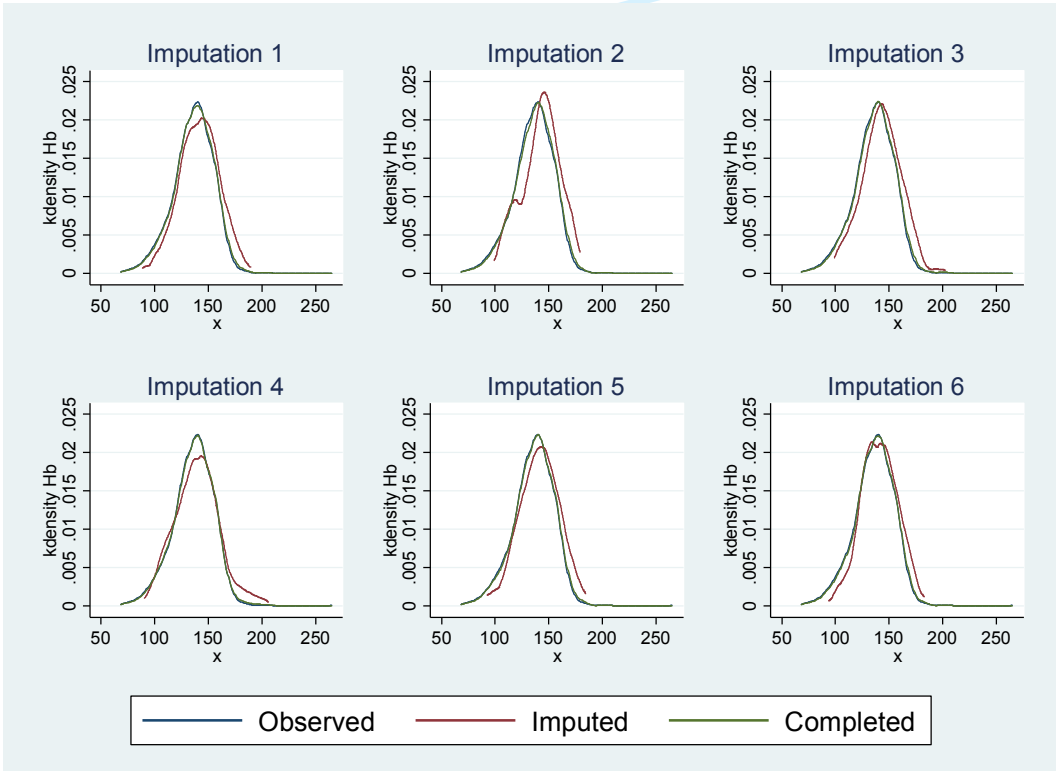 Imputation 1
Imputation 2
Imputation 3
kdensity Hb
0 .005 .01 .015 .02 .025
50 100 150 200 250
x
kdensity Hb
0 .005 .01 .015 .02 .025
50 100 150 200 250
x
kdensity Hb
0 .005 .01 .015 .02 .025
50 100 150 200 250
x
Imputation 4
Imputation 5
Imputation 6
kdensity Hb
0 .005 .01 .015 .02 .025
50 100 150 200 250
x
kdensity Hb
0 .005 .01 .015 .02 .025
50 100 150 200 250
x
kdensity Hb
0 .005 .01 .015 .02 .025
50 100 150 200 250
x
Observed Imputed Completed